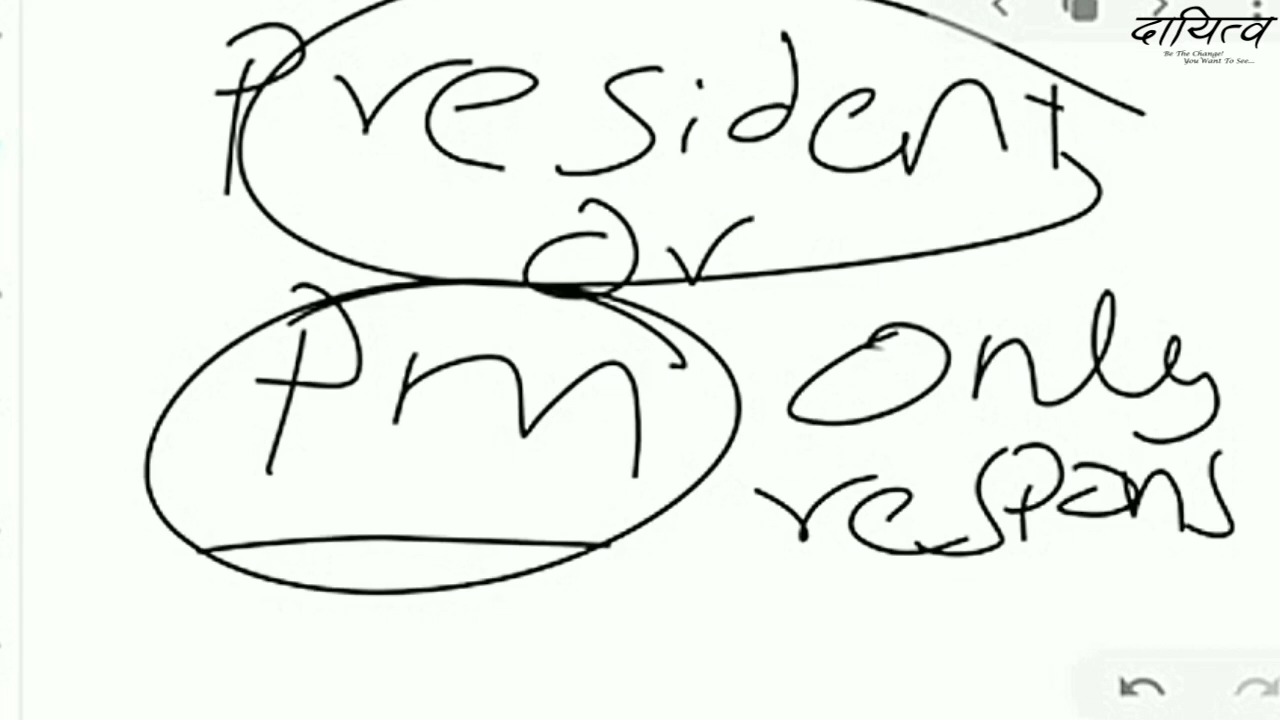 दायित्व
Be The Change!
You Want To See...
President
or
Pm only
respons